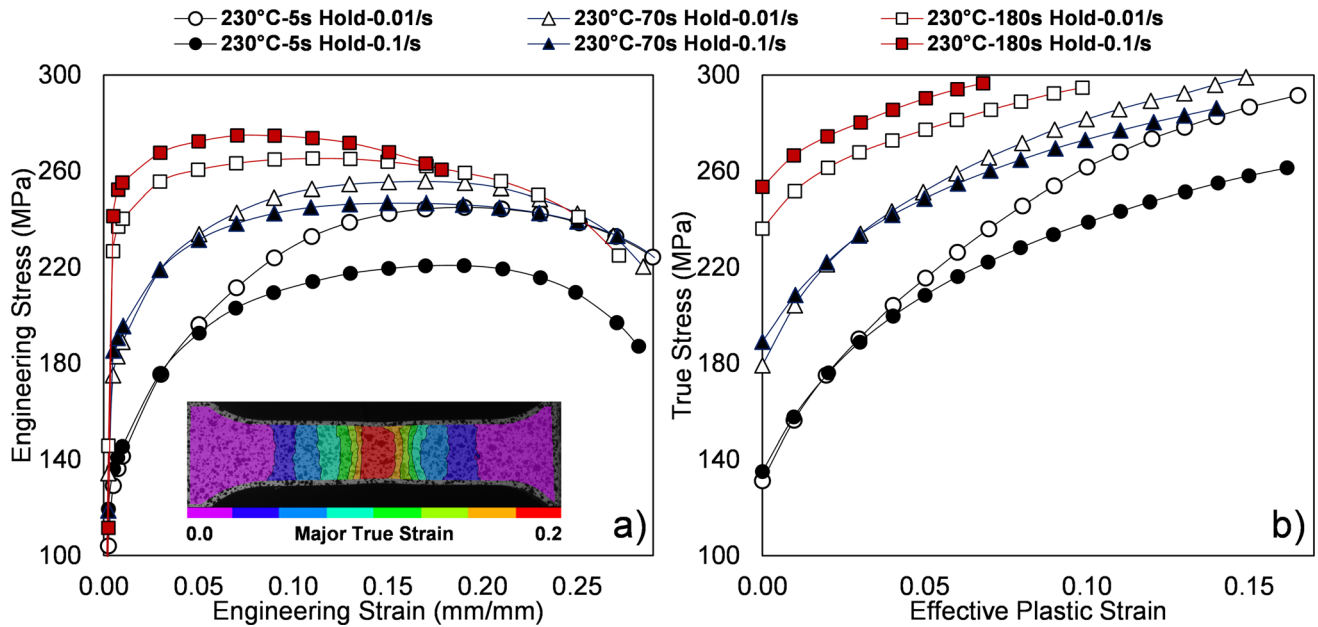 230°C-5s Hold-0.01/s 230°C-70s Hold-0.01/s 230°C-180s Hold-0.01/s
230°C-5s Hold-0.1/s 230°C-70s Hold-0.1/s 230°C-180s Hold-0.1/s
Engineering Stress (MPa)
300
260
220
180
140
100
0.0 0.2
Major True Strain
a)
0.00 0.05 0.10 0.15 0.20 0.25
Engineering Strain (mm/mm)
True Stress (MPa)
300
260
220
180
140
100
b)
0.00 0.05 0.10 0.15
Effective Plastic Strain